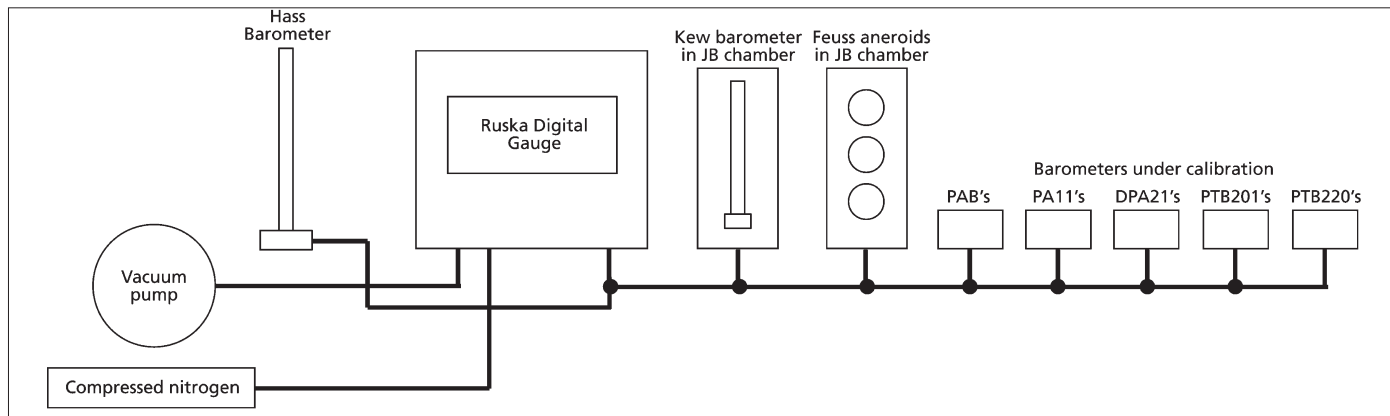 Hass
Barometer
Ruska Digital
Gauge
Kew barometer
in JB chamber
Feuss aneroids
in JB chamber
Barometers under calibration
PAB's
PA11's
DPA21's
PTB201's
PTB220's
Vacuum
pump
Compressed nitrogen